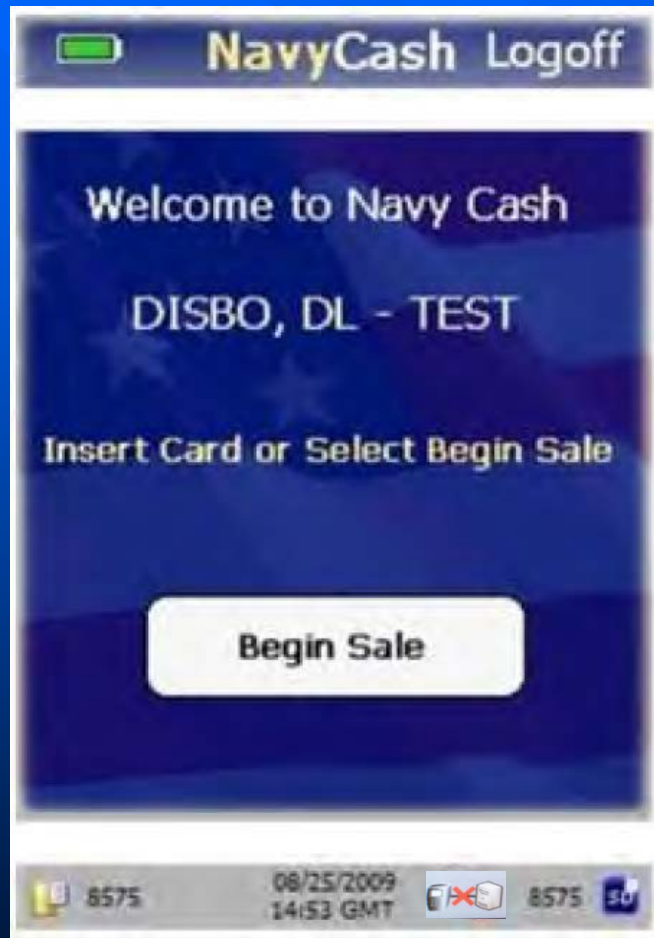 NavyCash Logoff
Welcome to Navy Cash
DISBO, DL - TEST
Insert Card or Select Begin Sale
Begin Sale
8575
08/25/2009
14:53 GMT
8575
SD